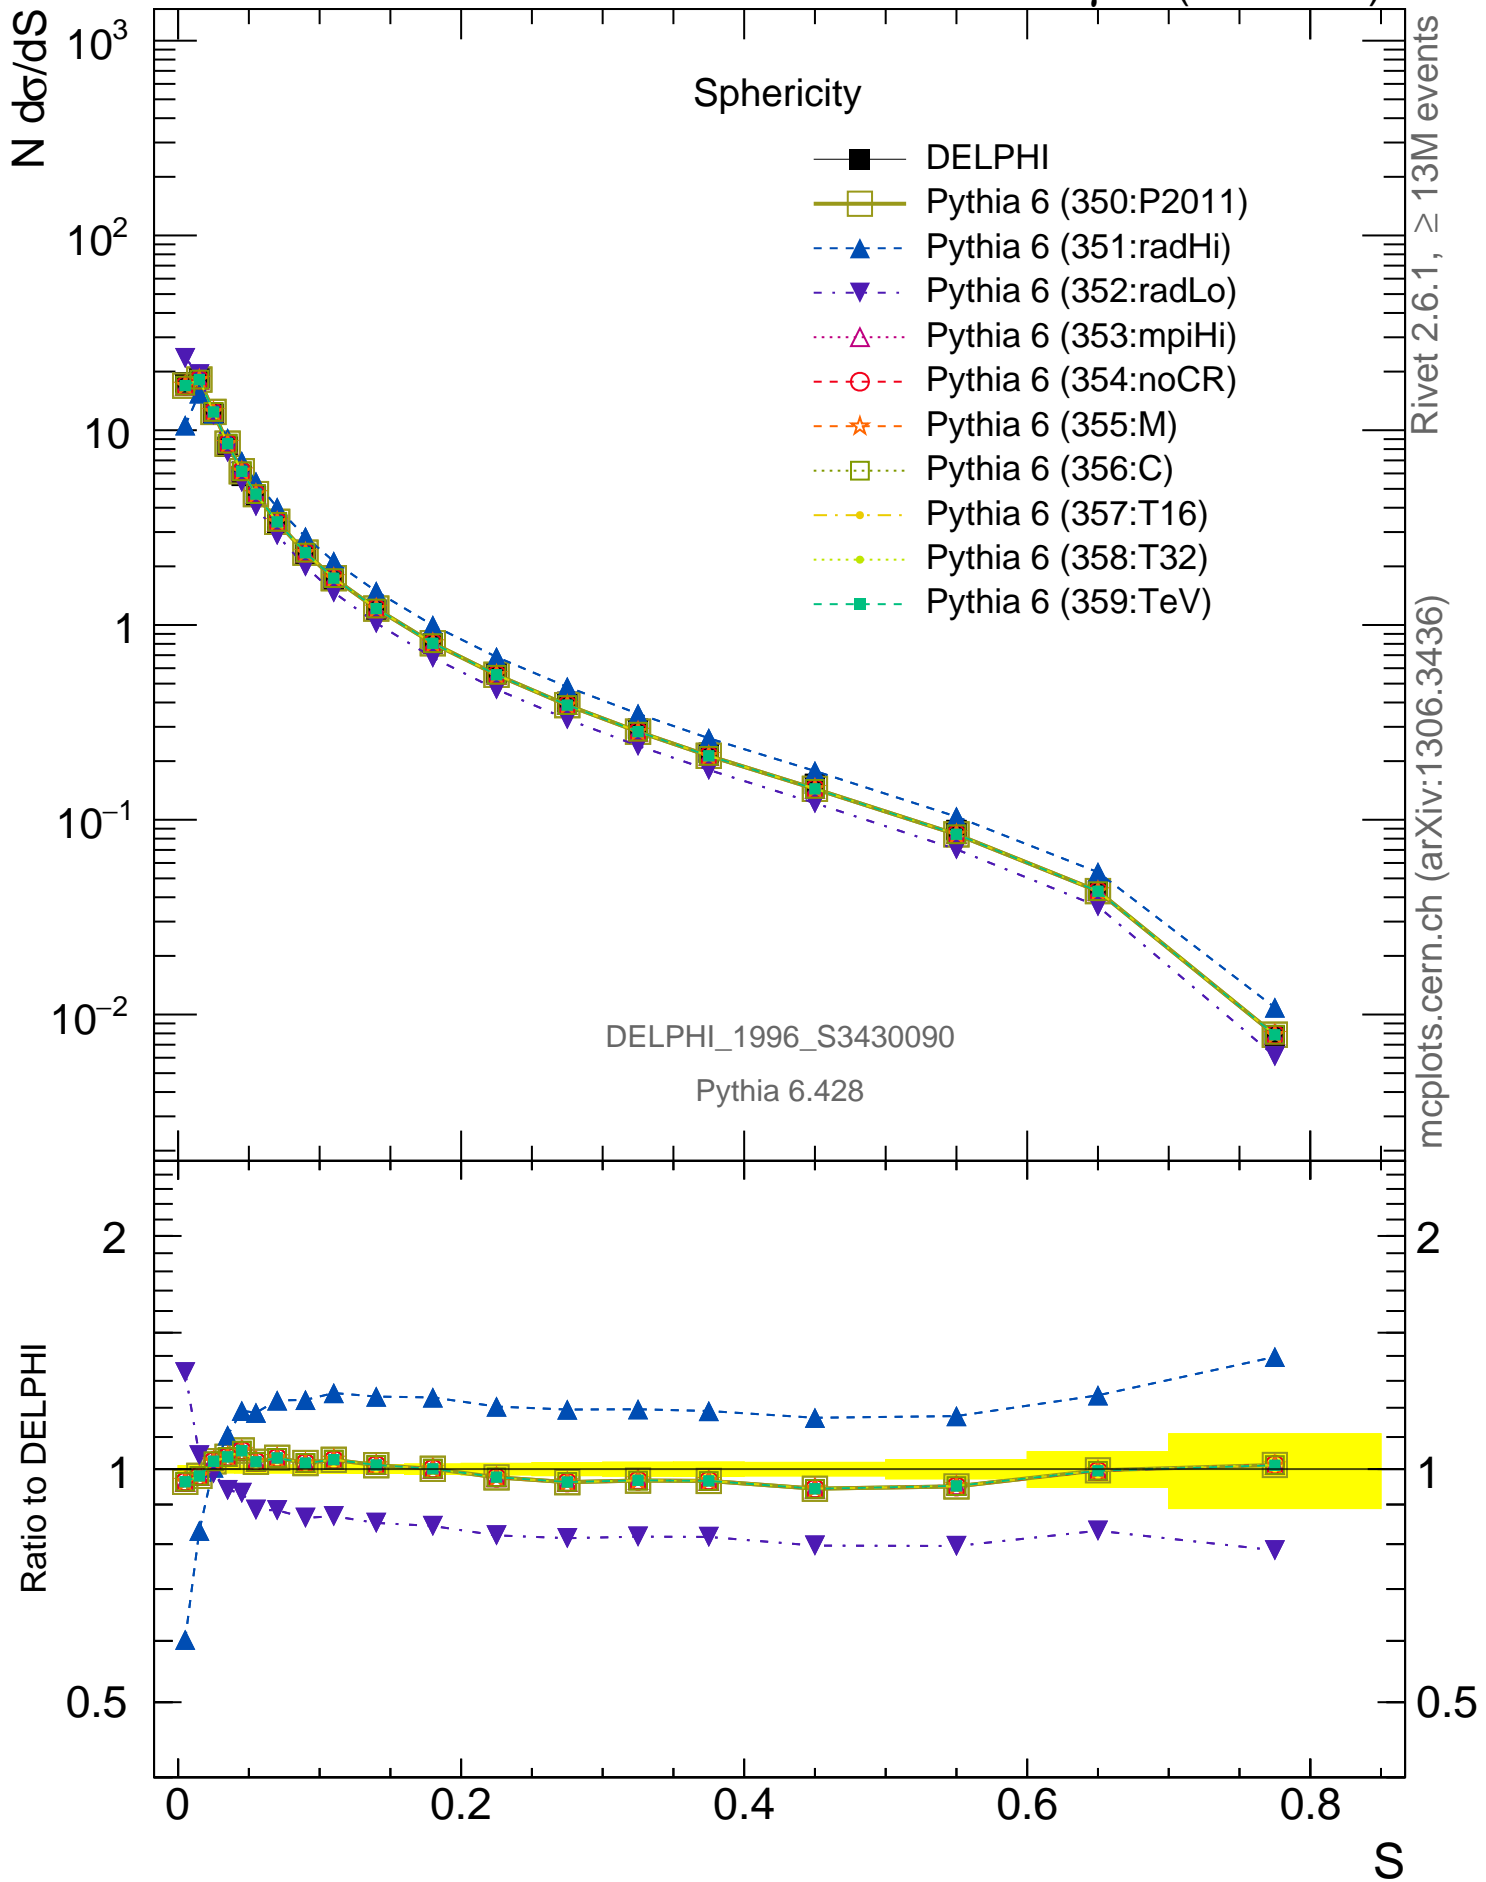 N dσ/dS
10³
10²
10
1
10⁻¹
10⁻²
Sphericity
DELPHI
Pythia 6 (350:P2011)
Pythia 6 (351:radHi)
Pythia 6 (352:radLo)
Pythia 6 (353:mpiHi)
Pythia 6 (354:noCR)
Pythia 6 (355:M)
Pythia 6 (356:C)
Pythia 6 (357:T16)
Pythia 6 (358:T32)
Pythia 6 (359:TeV)
DELPHI_1996_S3430090
Pythia 6.428
Rivet 2.6.1, ≥ 13M events
mcplots.cern.ch (arXiv:1306.3436)
Ratio to DELPHI
2
1
0.5
2
1
0.5
0 0.2 0.4 0.6 0.8
S